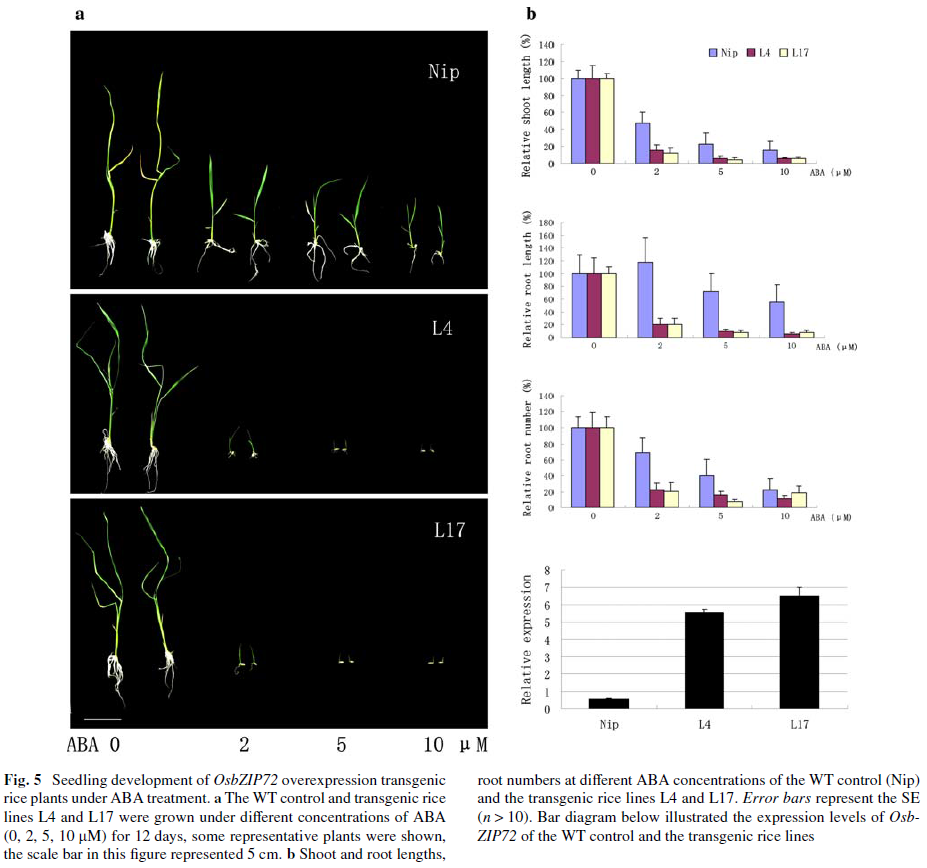 a
Nip
L4
L17
ABA 0 2 5 10 μM
b
Nip L4 L17
Relative shoot length (%)
140
120
100
80
60
40
20
0
0 2 5 10 ABA (μM)
Relative root length (%)
180
160
140
120
100
80
60
40
20
0
0 2 5 10 ABA (μM)
Relative root number (%)
140
120
100
80
60
40
20
0
0 2 5 10 ABA (μM)
Relative expression
8
7
6
5
4
3
2
1
0
Nip L4 L17
Fig. 5 Seedling development of OsbZIP72 overexpression transgenic
rice plants under ABA treatment. a The WT control and transgenic rice
lines L4 and L17 were grown under different concentrations of ABA
(0, 2, 5, 10 μM) for 12 days, some representative plants were shown,
the scale bar in this figure represented 5 cm. b Shoot and root lengths,
root numbers at different ABA concentrations of the WT control (Nip)
and the transgenic rice lines L4 and L17. Error bars represent the SE
(n > 10). Bar diagram below illustrated the expression levels of Osb-
ZIP72 of the WT control and the transgenic rice lines